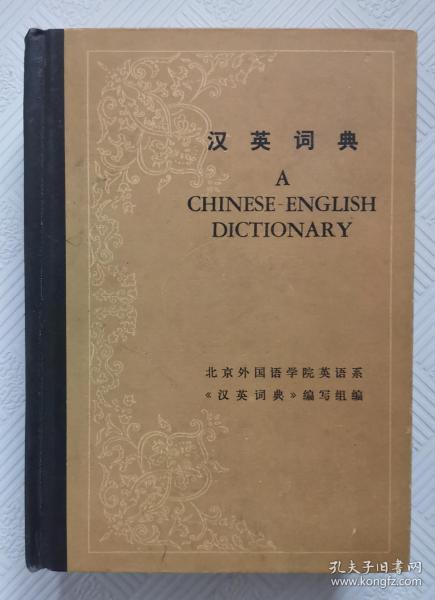 汉英词典
A
CHINESE-ENGLISH
DICTIONARY
北京外国语学院英语系
《汉英词典》编写组编
孔夫子旧书网
www.kongfz.com